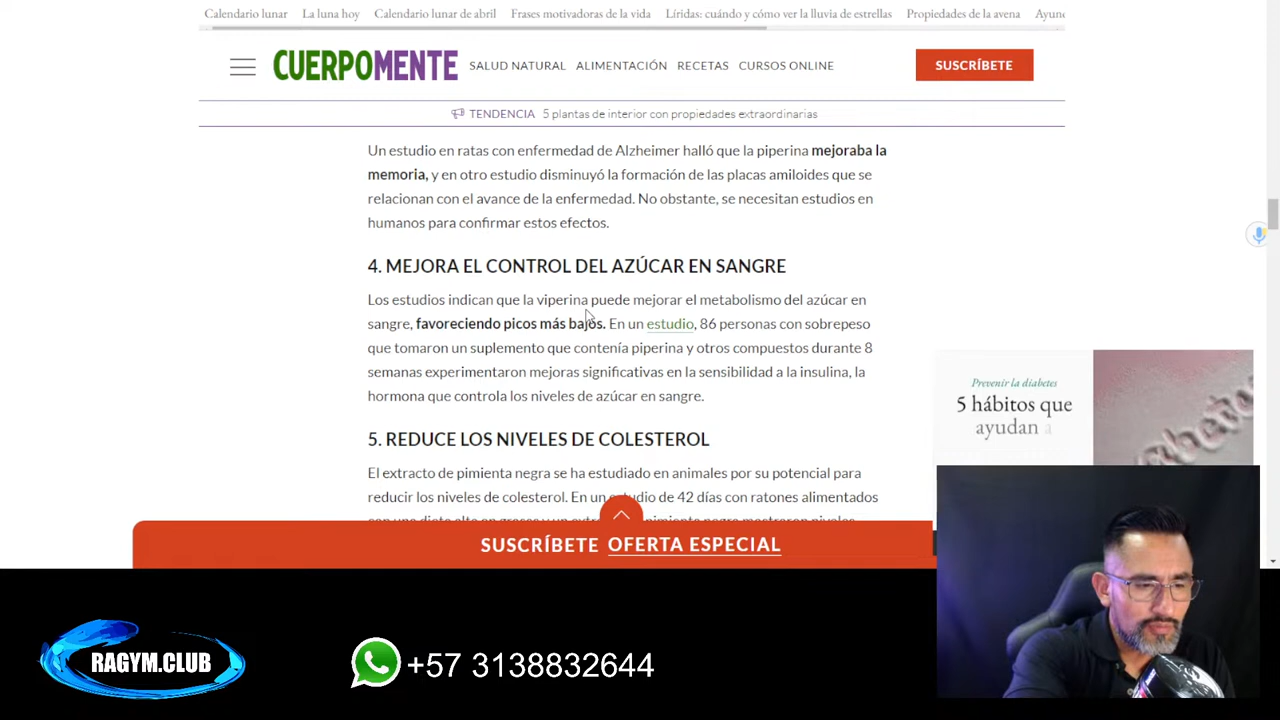 Calendario lunar La luna hoy Calendario lunar de abril Frases motivadoras de la vida Líridas: cuándo y cómo ver la lluvia de estrellas Propiedades de la avena Ayuno
CUERPOMENTE SALUD NATURAL ALIMENTACIÓN RECETAS CURSOS ONLINE SUSCRÍBETE
TENDENCIA 5 plantas de interior con propiedades extraordinarias
Un estudio en ratas con enfermedad de Alzheimer halló que la piperina mejoraba la
memoria, y en otro estudio disminuyó la formación de las placas amiloides que se
relacionan con el avance de la enfermedad. No obstante, se necesitan estudios en
humanos para confirmar estos efectos.
4. MEJORA EL CONTROL DEL AZÚCAR EN SANGRE
Los estudios indican que la viperina puede mejorar el metabolismo del azúcar en
sangre, favoreciendo picos más bajos. En un estudio, 86 personas con sobrepeso
que tomaron un suplemento que contenía piperina y otros compuestos durante 8
semanas experimentaron mejoras significativas en la sensibilidad a la insulina, la
hormona que controla los niveles de azúcar en sangre.
5. REDUCE LOS NIVELES DE COLESTEROL
El extracto de pimienta negra se ha estudiado en animales por su potencial para
reducir los niveles de colesterol. En un estudio de 42 días con ratones alimentados
Prevenir la diabetes
5 hábitos que
ayudan a
SUSCRÍBETE OFERTA ESPECIAL
RAGYM.CLUB
+57 3138832644